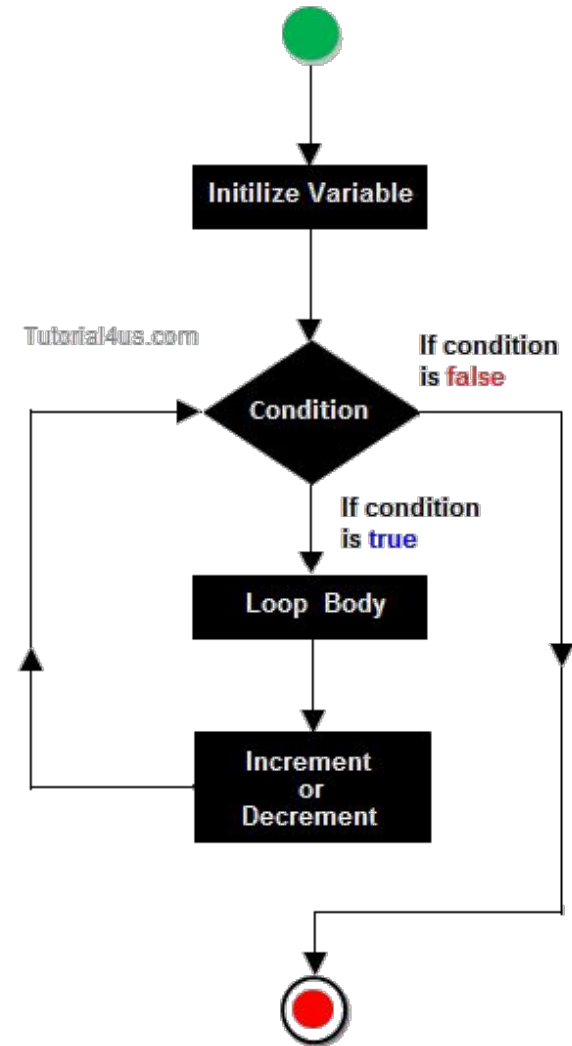 Initilize Variable
Tutorial4us.com
If condition
is false
Condition
If condition
is true
Loop Body
Increment
or
Decrement